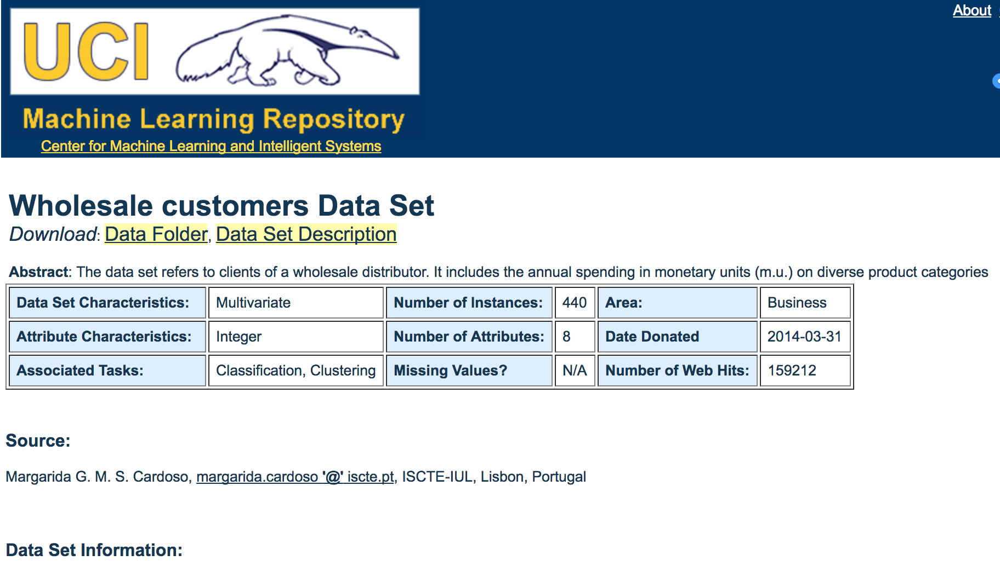 About
UCI
Machine Learning Repository
Center for Machine Learning and Intelligent Systems
Wholesale customers Data Set
Download: Data Folder, Data Set Description
Abstract: The data set refers to clients of a wholesale distributor. It includes the annual spending in monetary units (m.u.) on diverse product categories
Data Set Characteristics: Multivariate Number of Instances: 440 Area: Business
Attribute Characteristics: Integer Number of Attributes: 8 Date Donated 2014-03-31
Associated Tasks: Classification, Clustering Missing Values? N/A Number of Web Hits: 159212
Source:
Margarida G. M. S. Cardoso, margarida.cardoso '@' iscte.pt, ISCTE-IUL, Lisbon, Portugal
Data Set Information: